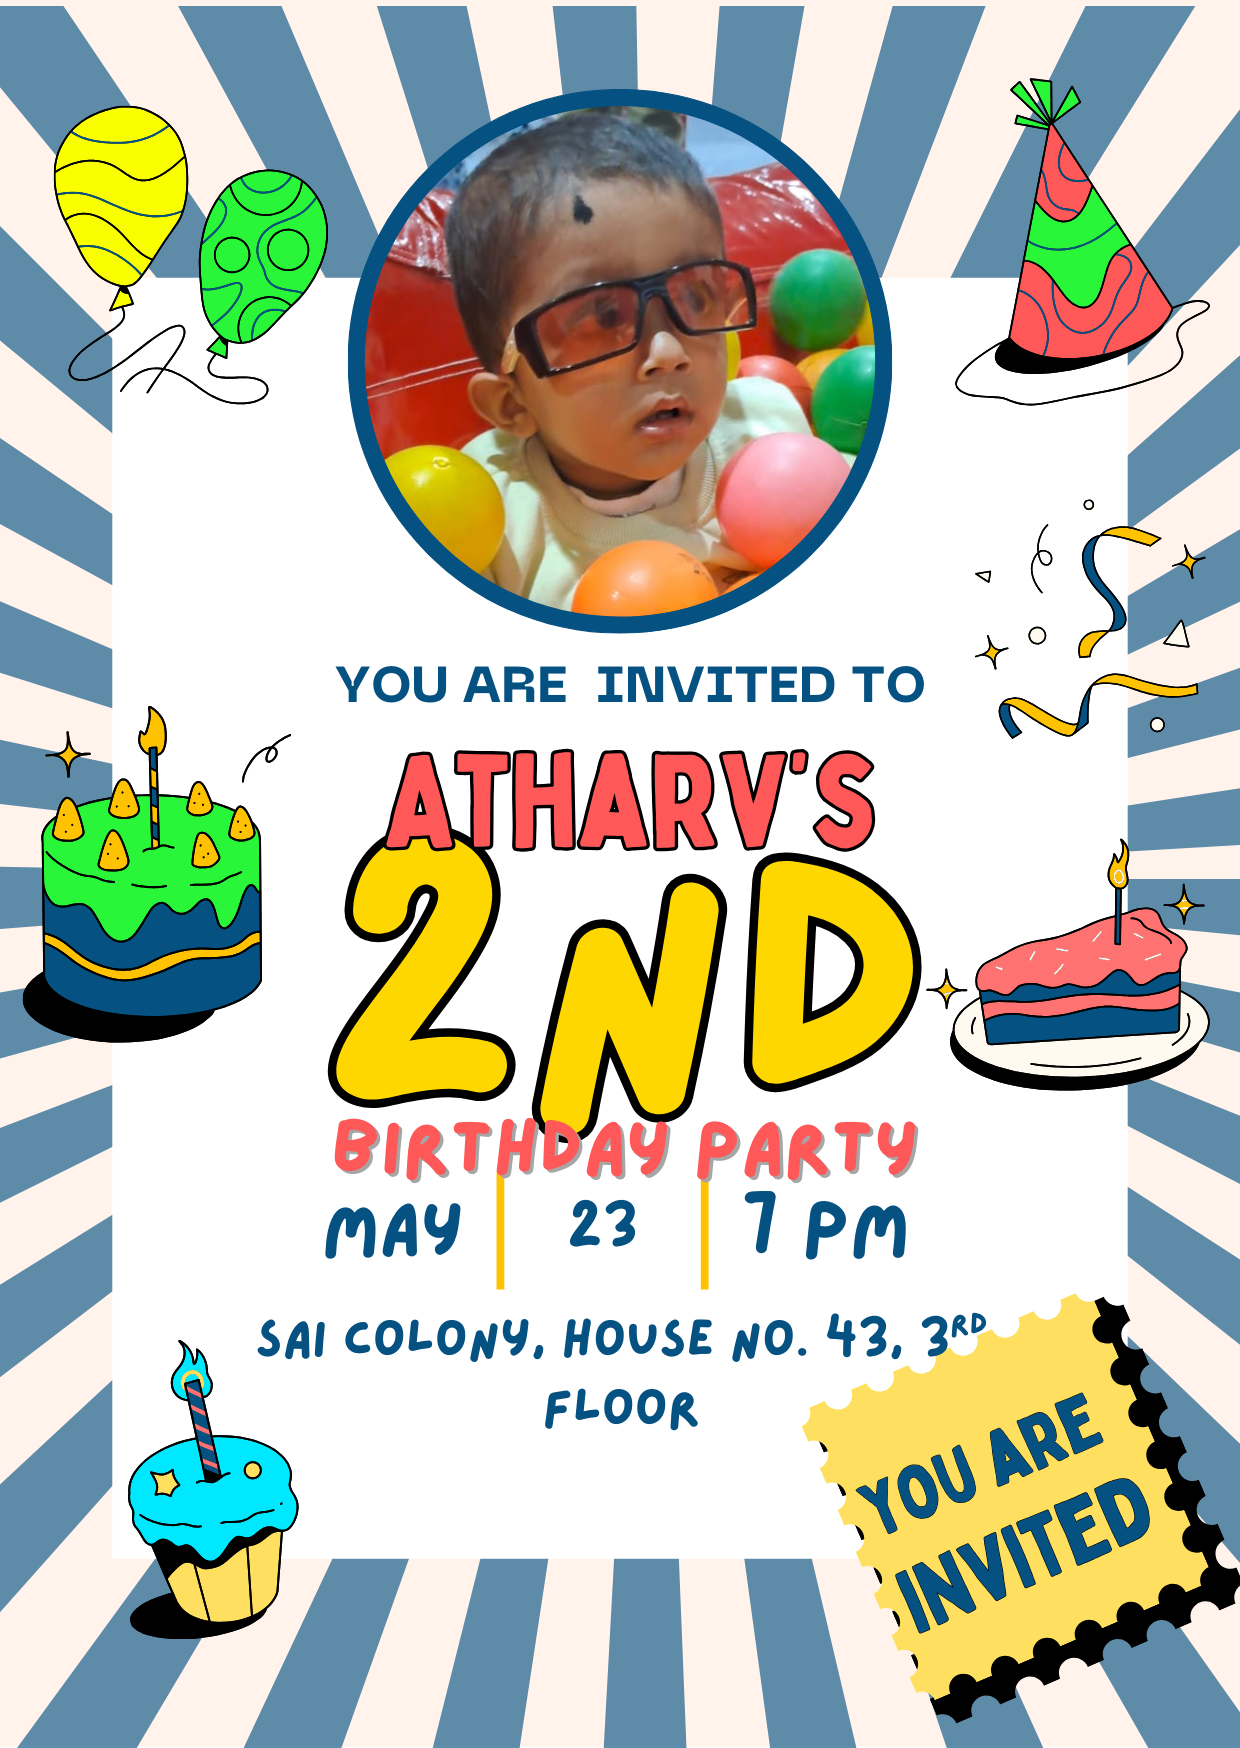 YOU ARE INVITED TO
ATHARV'S
2ND
BIRTHDAY PARTY
MAY 23 7 PM
SAI COLONY, HOUSE NO. 43, 3RD
FLOOR
YOU ARE
INVITED